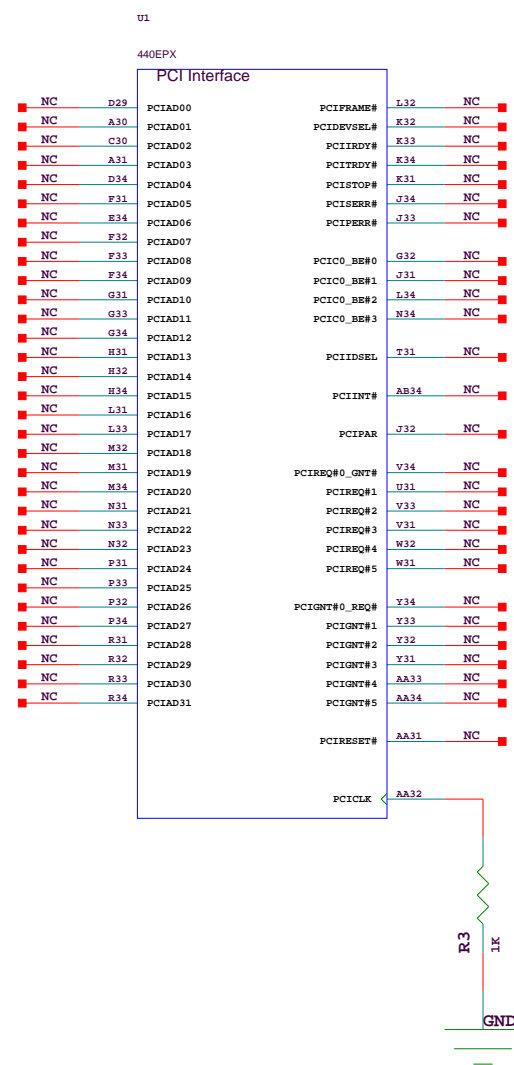 U1
440EPX
PCI Interface
NC D29 PCIAD00 PCIFRAME# L32 NC
NC A30 PCIAD01 PCIDEVSEL# K32 NC
NC C30 PCIAD02 PCIIRDY# K33 NC
NC A31 PCIAD03 PCITRDY# K34 NC
NC D34 PCIAD04 PCISTOP# K31 NC
NC F31 PCIAD05 PCISERR# J34 NC
NC E34 PCIAD06 PCIPERR# J33 NC
NC F32 PCIAD07
NC F33 PCIAD08 PCIC0_BE#0 G32 NC
NC F34 PCIAD09 PCIC0_BE#1 J31 NC
NC G31 PCIAD10 PCIC0_BE#2 L34 NC
NC G33 PCIAD11 PCIC0_BE#3 N34 NC
NC G34 PCIAD12
NC H31 PCIAD13 PCIIDSEL T31 NC
NC H32 PCIAD14
NC H34 PCIAD15 PCIINT# AB34 NC
NC L31 PCIAD16
NC L33 PCIAD17 PCIPAR J32 NC
NC M32 PCIAD18
NC M31 PCIAD19 PCIREQ#0_GNT# V34 NC
NC M34 PCIAD20 PCIREQ#1 U31 NC
NC N31 PCIAD21 PCIREQ#2 V33 NC
NC N33 PCIAD22 PCIREQ#3 V31 NC
NC N32 PCIAD23 PCIREQ#4 W32 NC
NC P31 PCIAD24 PCIREQ#5 W31 NC
NC P33 PCIAD25
NC P32 PCIAD26 PCIGNT#0_REQ# Y34 NC
NC P34 PCIAD27 PCIGNT#1 Y33 NC
NC R31 PCIAD28 PCIGNT#2 Y32 NC
NC R32 PCIAD29 PCIGNT#3 Y31 NC
NC R33 PCIAD30 PCIGNT#4 AA33 NC
NC R34 PCIAD31 PCIGNT#5 AA34 NC
PCIRESET# AA31 NC
PCICLK AA32
R3
1K
GND